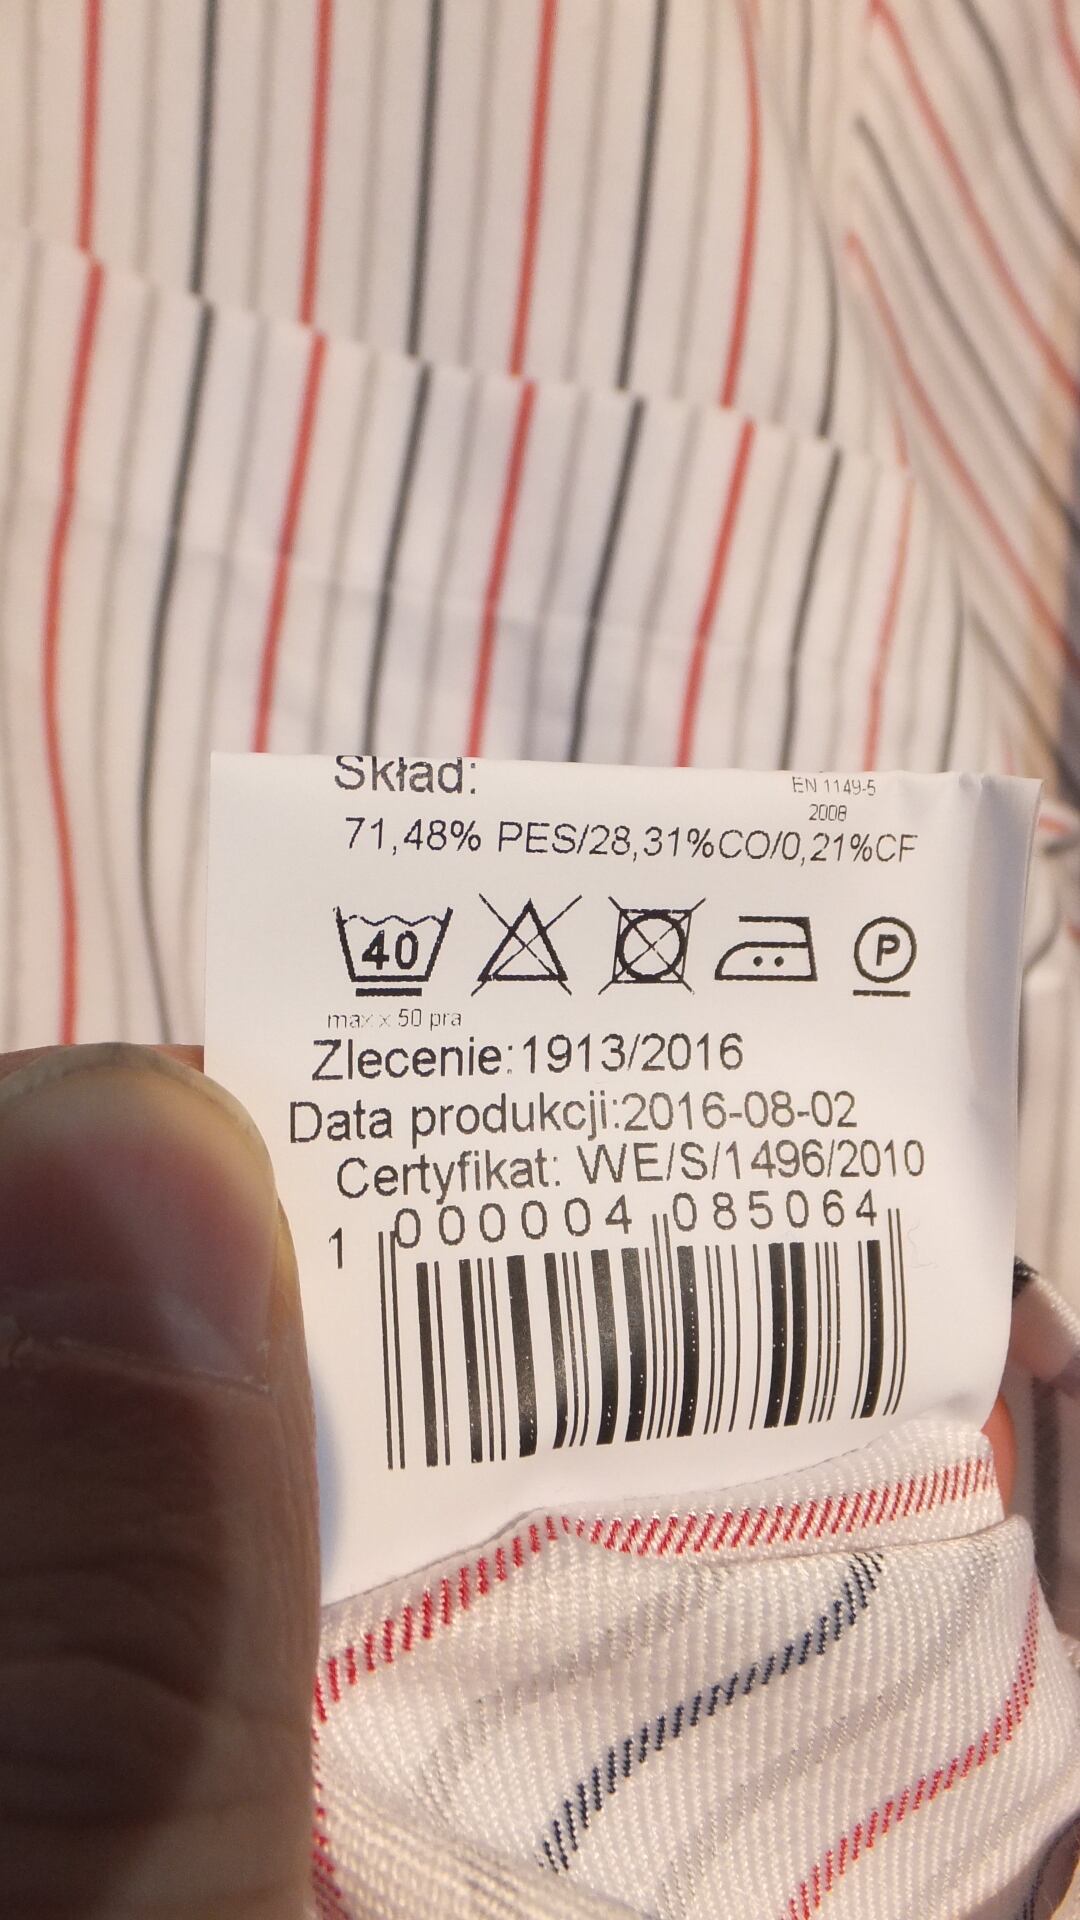 Skład:
EN 1149-5
2008
71,48% PES/28,31%CO/0,21%CF
40
P
max x 50 pra
Zlecenie:1913/2016
Data produkcji:2016-08-02
Certyfikat: WE/S/1496/2010
1 000004 085064